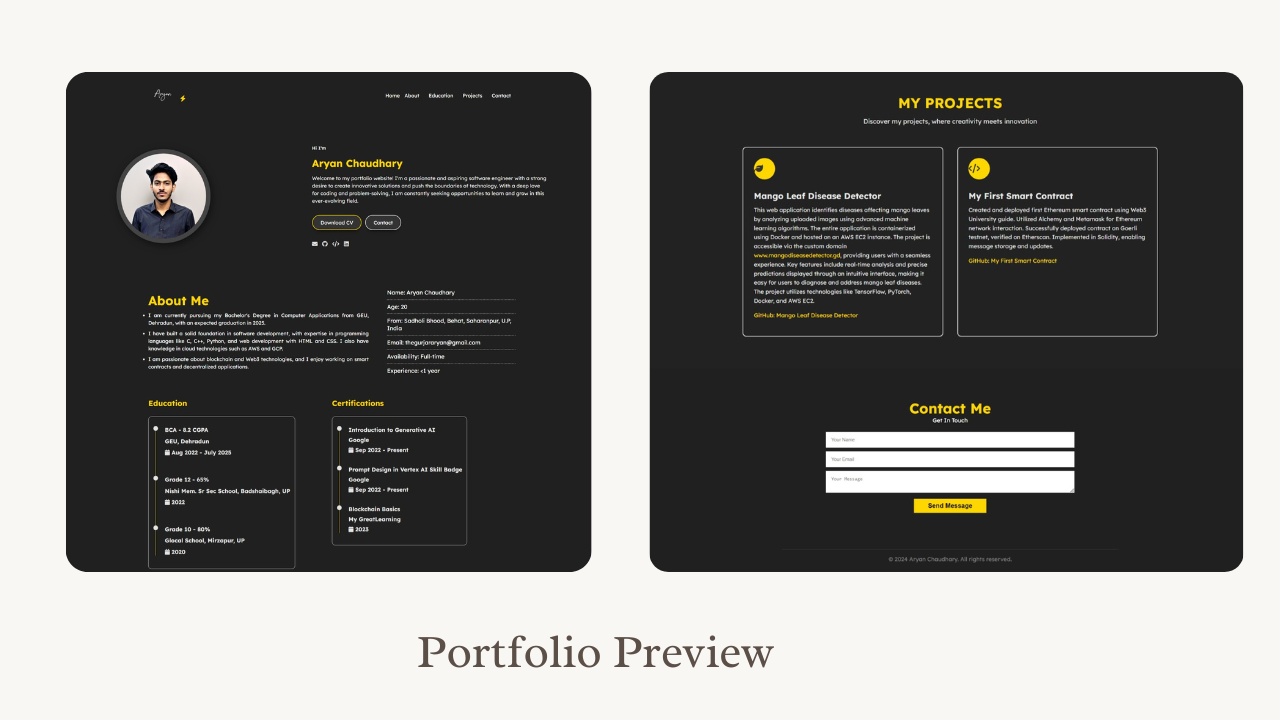 Aryan
Home About Education Projects Contact
Hi I'm
Aryan Chaudhary
Welcome to my portfolio website! I'm a passionate and aspiring software engineer with a strong
desire to create innovative solutions and push the boundaries of technology. With a deep love
for coding and problem-solving, I am constantly seeking opportunities to learn and grow in this
ever-evolving field.
Download CV Contact
About Me
• I am currently pursuing my Bachelor's Degree in Computer Applications from GEU,
Dehradun, with an expected graduation in 2025.
• I have built a solid foundation in software development, with expertise in programming
languages like C, C++, Python, and web development with HTML and CSS. I also have
knowledge in cloud technologies such as AWS and GCP.
• I am passionate about blockchain and Web3 technologies, and I enjoy working on smart
contracts and decentralized applications.
Name: Aryan Chaudhary
Age: 20
From: Sadholi Bhood, Behat, Saharanpur, U.P,
India
Email: thegurjararyan@gmail.com
Availability: Full-time
Experience: <1 year
Education
BCA - 8.2 CGPA
GEU, Dehradun
Aug 2022 - July 2025
Grade 12 - 65%
Nishi Mem. Sr Sec School, Badshaibagh, UP
2022
Grade 10 - 80%
Glocal School, Mirzapur, UP
2020
Certifications
Introduction to Generative AI
Google
Sep 2022 - Present
Prompt Design in Vertex AI Skill Badge
Google
Sep 2022 - Present
Blockchain Basics
My GreatLearning
2023
MY PROJECTS
Discover my projects, where creativity meets innovation
Mango Leaf Disease Detector
This web application identifies diseases affecting mango leaves
by analyzing uploaded images using advanced machine
learning algorithms. The entire application is containerized
using Docker and hosted on an AWS EC2 instance. The project is
accessible via the custom domain
www.mangodiseasedetector.gd, providing users with a seamless
experience. Key features include real-time analysis and precise
predictions displayed through an intuitive interface, making it
easy for users to diagnose and address mango leaf diseases.
The project utilizes technologies like TensorFlow, PyTorch,
Docker, and AWS EC2.
GitHub: Mango Leaf Disease Detector
My First Smart Contract
Created and deployed first Ethereum smart contract using Web3
University guide. Utilized Alchemy and Metamask for Ethereum
network interaction. Successfully deployed contract on Goerli
testnet, verified on Etherscan. Implemented in Solidity, enabling
message storage and updates.
GitHub: My First Smart Contract
Contact Me
Get In Touch
Your Name
Your Email
Your Message
Send Message
© 2024 Aryan Chaudhary. All rights reserved.
Portfolio Preview